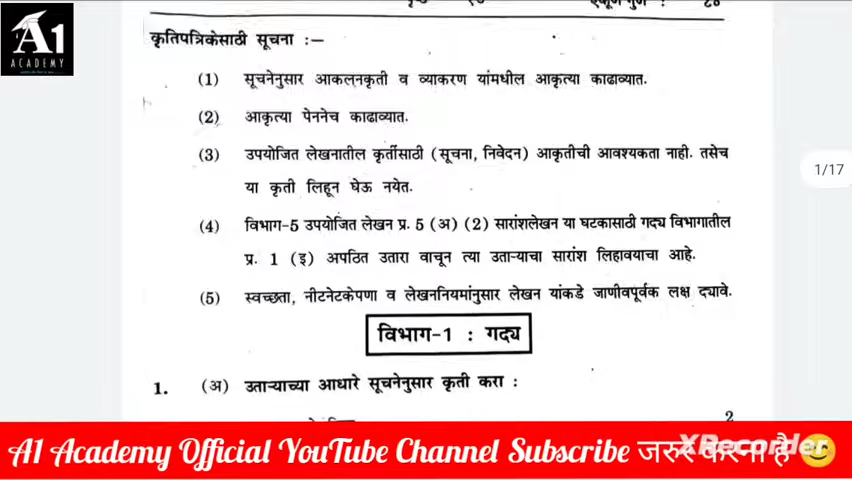 A1
ACADEMY
कृतिपत्रिकेसाठी सूचना :–
(1) सूचनेनुसार आकलनकृती व व्याकरण यांमधील आकृत्या काढाव्यात.
(2) आकृत्या पेननेच काढाव्यात.
(3) उपयोजित लेखनातील कृतींसाठी (सूचना, निवेदन) आकृतीची आवश्यकता नाही. तसेच
या कृती लिहून घेऊ नयेत.
1/17
(4) विभाग-5 उपयोजित लेखन प्र. 5 (अ) (2) सारांशलेखन या घटकासाठी गद्य विभागातील
प्र. 1 (इ) अपठित उतारा वाचून त्या उताऱ्याचा सारांश लिहावयाचा आहे.
(5) स्वच्छता, नीटनेटकेपणा व लेखननियमांनुसार लेखन यांकडे जाणीवपूर्वक लक्ष द्यावे.
विभाग-1 : गद्य
1. (अ) उताऱ्याच्या आधारे सूचनेनुसार कृती करा :
2
A1 Academy Official YouTube Channel Subscribe जरुर करना है
XRecorder